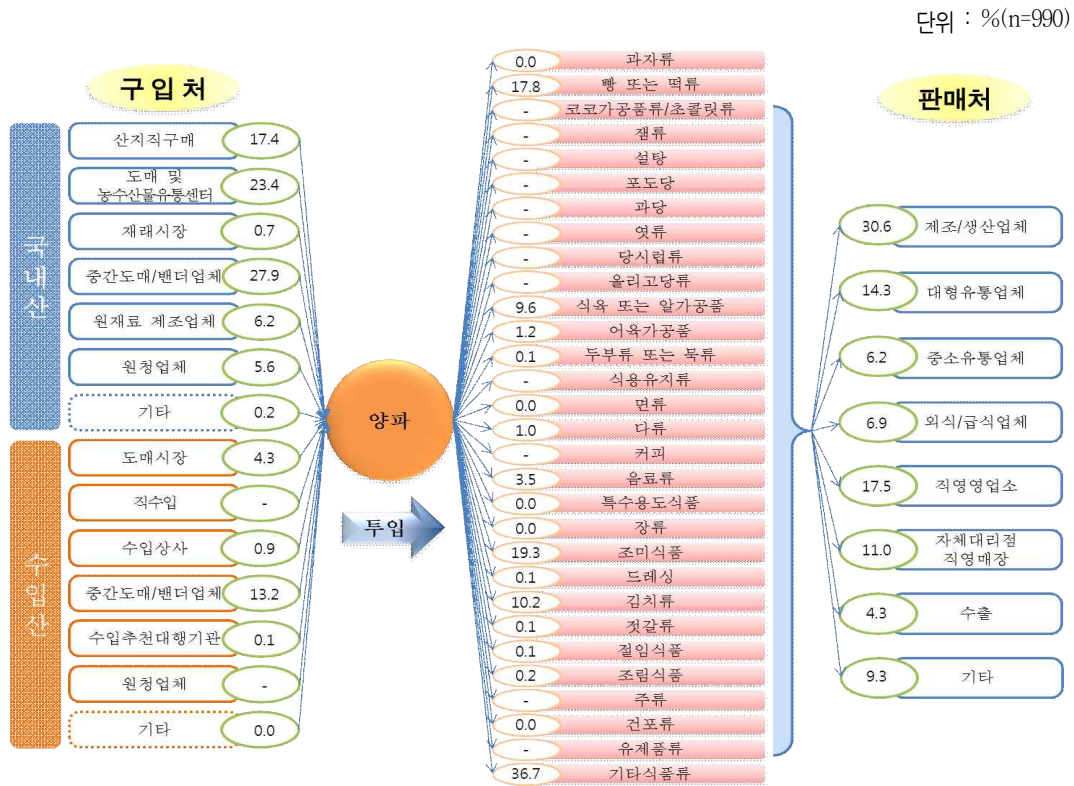 단위 : %(n=990)
구입처
국내산
산지직구매 17.4
도매 및
농수산물유통센터 23.4
재래시장 0.7
중간도매/밴더업체 27.9
원재료 제조업체 6.2
원청업체 5.6
기타 0.2
수입산
도매시장 4.3
직수입 -
수입상사 0.9
중간도매/밴더업체 13.2
수입추천대행기관 0.1
원청업체 -
기타 0.0
양파
투입
0.0 과자류
17.8 빵 또는 떡류
- 코코가공품류/초콜릿류
- 잼류
- 설탕
- 포도당
- 과당
- 엿류
- 당시럽류
- 올리고당류
9.6 식육 또는 알가공품
1.2 어육가공품
0.1 두부류 또는 묵류
- 식용유지류
0.0 면류
1.0 다류
- 커피
3.5 음료류
0.0 특수용도식품
0.0 장류
19.3 조미식품
0.1 드레싱
10.2 김치류
0.1 젓갈류
0.1 절임식품
0.2 조림식품
- 주류
0.0 건포류
- 유제품류
36.7 기타식품류
판매처
30.6 제조/생산업체
14.3 대형유통업체
6.2 중소유통업체
6.9 외식/급식업체
17.5 직영영업소
11.0 자체대리점
직영매장
4.3 수출
9.3 기타